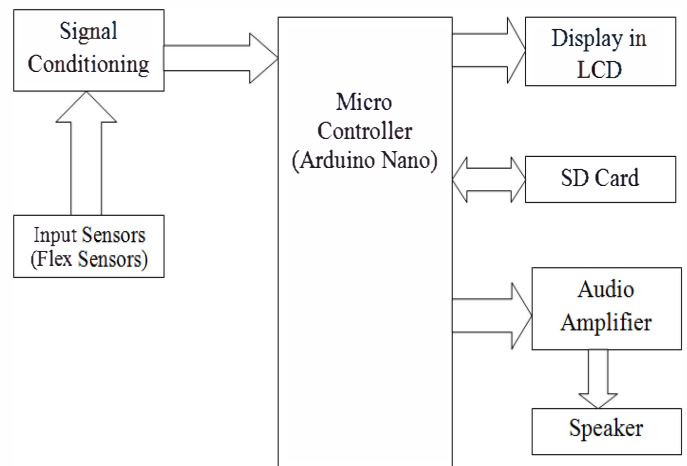 Signal
Conditioning
Input Sensors
(Flex Sensors)
Micro
Controller
(Arduino Nano)
Display in
LCD
SD Card
Audio
Amplifier
Speaker